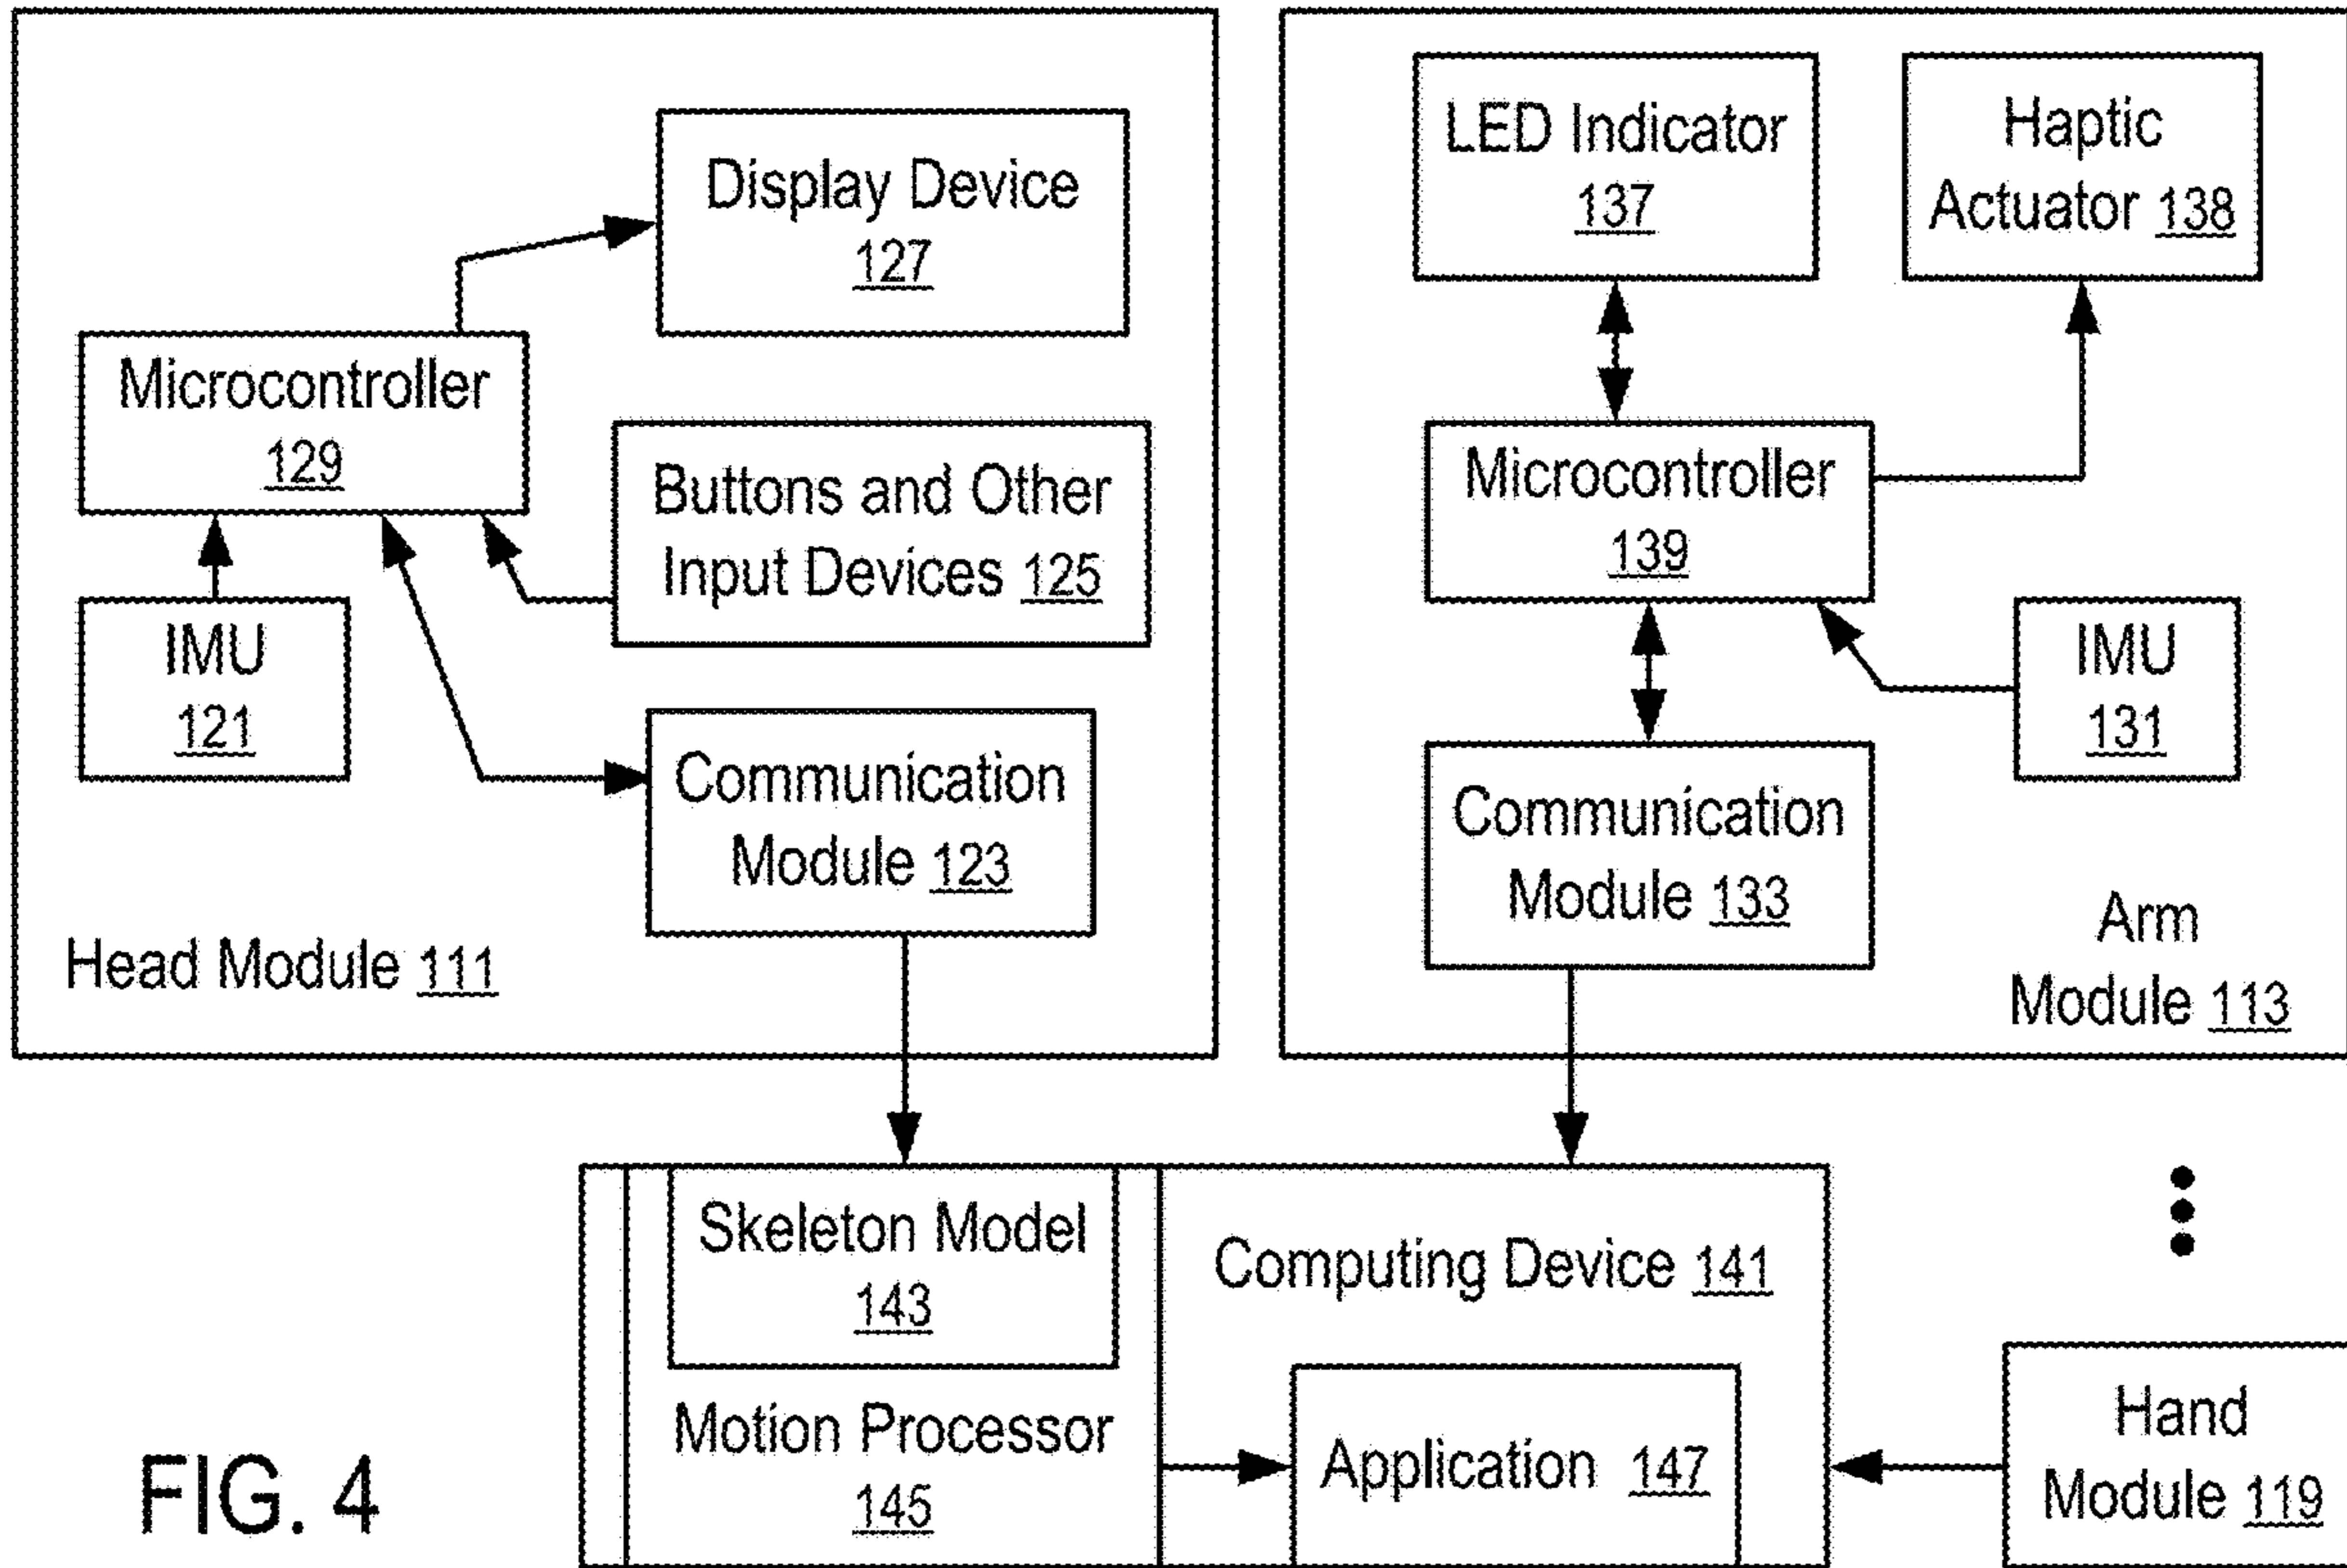 Display Device
127
Microcontroller
129
Buttons and Other
Input Devices 125
IMU
121
Communication
Module 123
Head Module 111
LED Indicator
137
Haptic
Actuator 138
Microcontroller
139
IMU
131
Communication
Module 133
Arm
Module 113
Skeleton Model
143
Motion Processor
145
Computing Device 141
Application 147
Hand
Module 119
FIG. 4